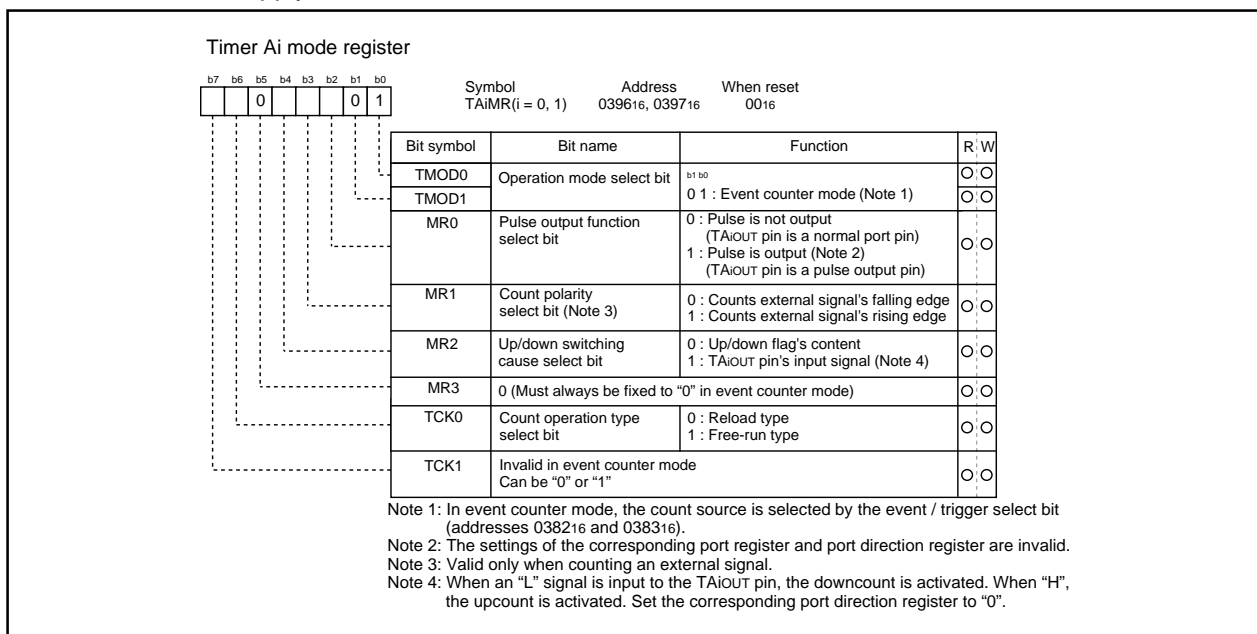 Timer Ai mode register
b7 b6 b5 b4 b3 b2 b1 b0
0 0 1
Symbol Address When reset
TAiMR(i = 0, 1) 039616, 039716 0016
Bit symbol Bit name Function R W
TMOD0 Operation mode select bit b1 b0
TMOD1 0 1 : Event counter mode (Note 1)
MR0 Pulse output function 0 : Pulse is not output
select bit (TAiOUT pin is a normal port pin)
1 : Pulse is output (Note 2)
(TAiOUT pin is a pulse output pin)
MR1 Count polarity 0 : Counts external signal's falling edge
select bit (Note 3) 1 : Counts external signal's rising edge
MR2 Up/down switching 0 : Up/down flag's content
cause select bit 1 : TAiOUT pin's input signal (Note 4)
MR3 0 (Must always be fixed to “0” in event counter mode)
TCK0 Count operation type 0 : Reload type
select bit 1 : Free-run type
TCK1 Invalid in event counter mode
Can be “0” or “1”
Note 1: In event counter mode, the count source is selected by the event / trigger select bit
(addresses 038216 and 038316).
Note 2: The settings of the corresponding port register and port direction register are invalid.
Note 3: Valid only when counting an external signal.
Note 4: When an “L” signal is input to the TAiOUT pin, the downcount is activated. When “H”,
the upcount is activated. Set the corresponding port direction register to “0”.